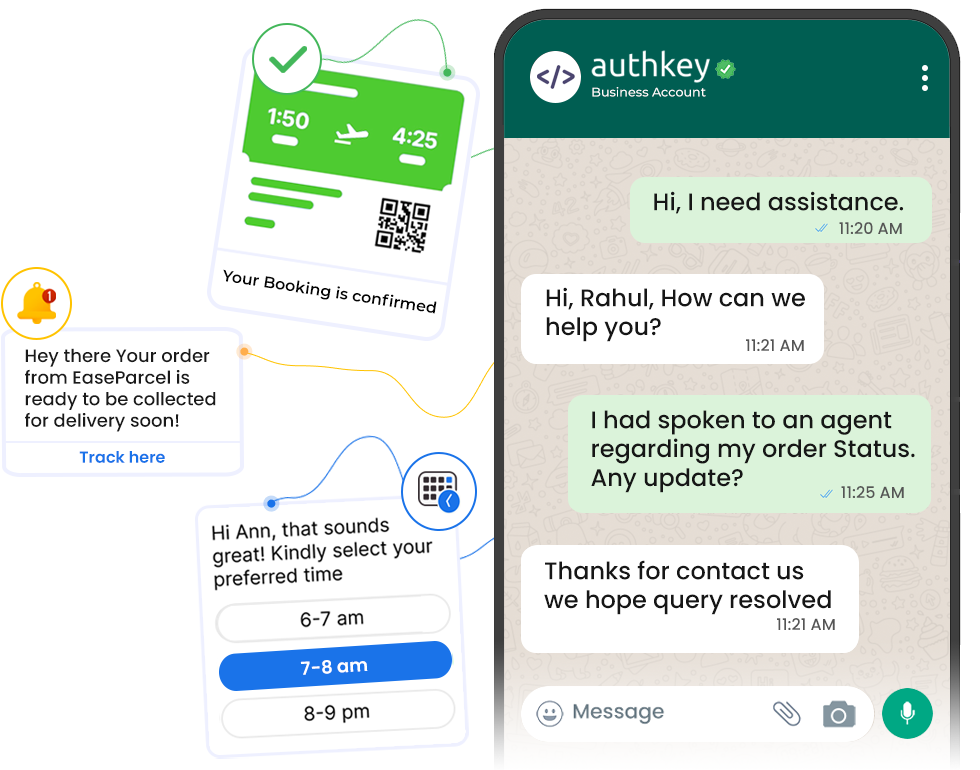 1:50
4:25
Your Booking is confirmed
1
Hey there Your order
from EaseParcel is
ready to be collected
for delivery soon!
Track here
Hi Ann, that sounds
great! Kindly select your
preferred time
6-7 am
7-8 am
8-9 pm
</>
authkey
Business Account
Hi, I need assistance.
11:20 AM
Hi, Rahul, How can we
help you?
11:21 AM
I had spoken to an agent
regarding my order Status.
Any update?
11:25 AM
Thanks for contact us
we hope query resolved
11:21 AM
Message